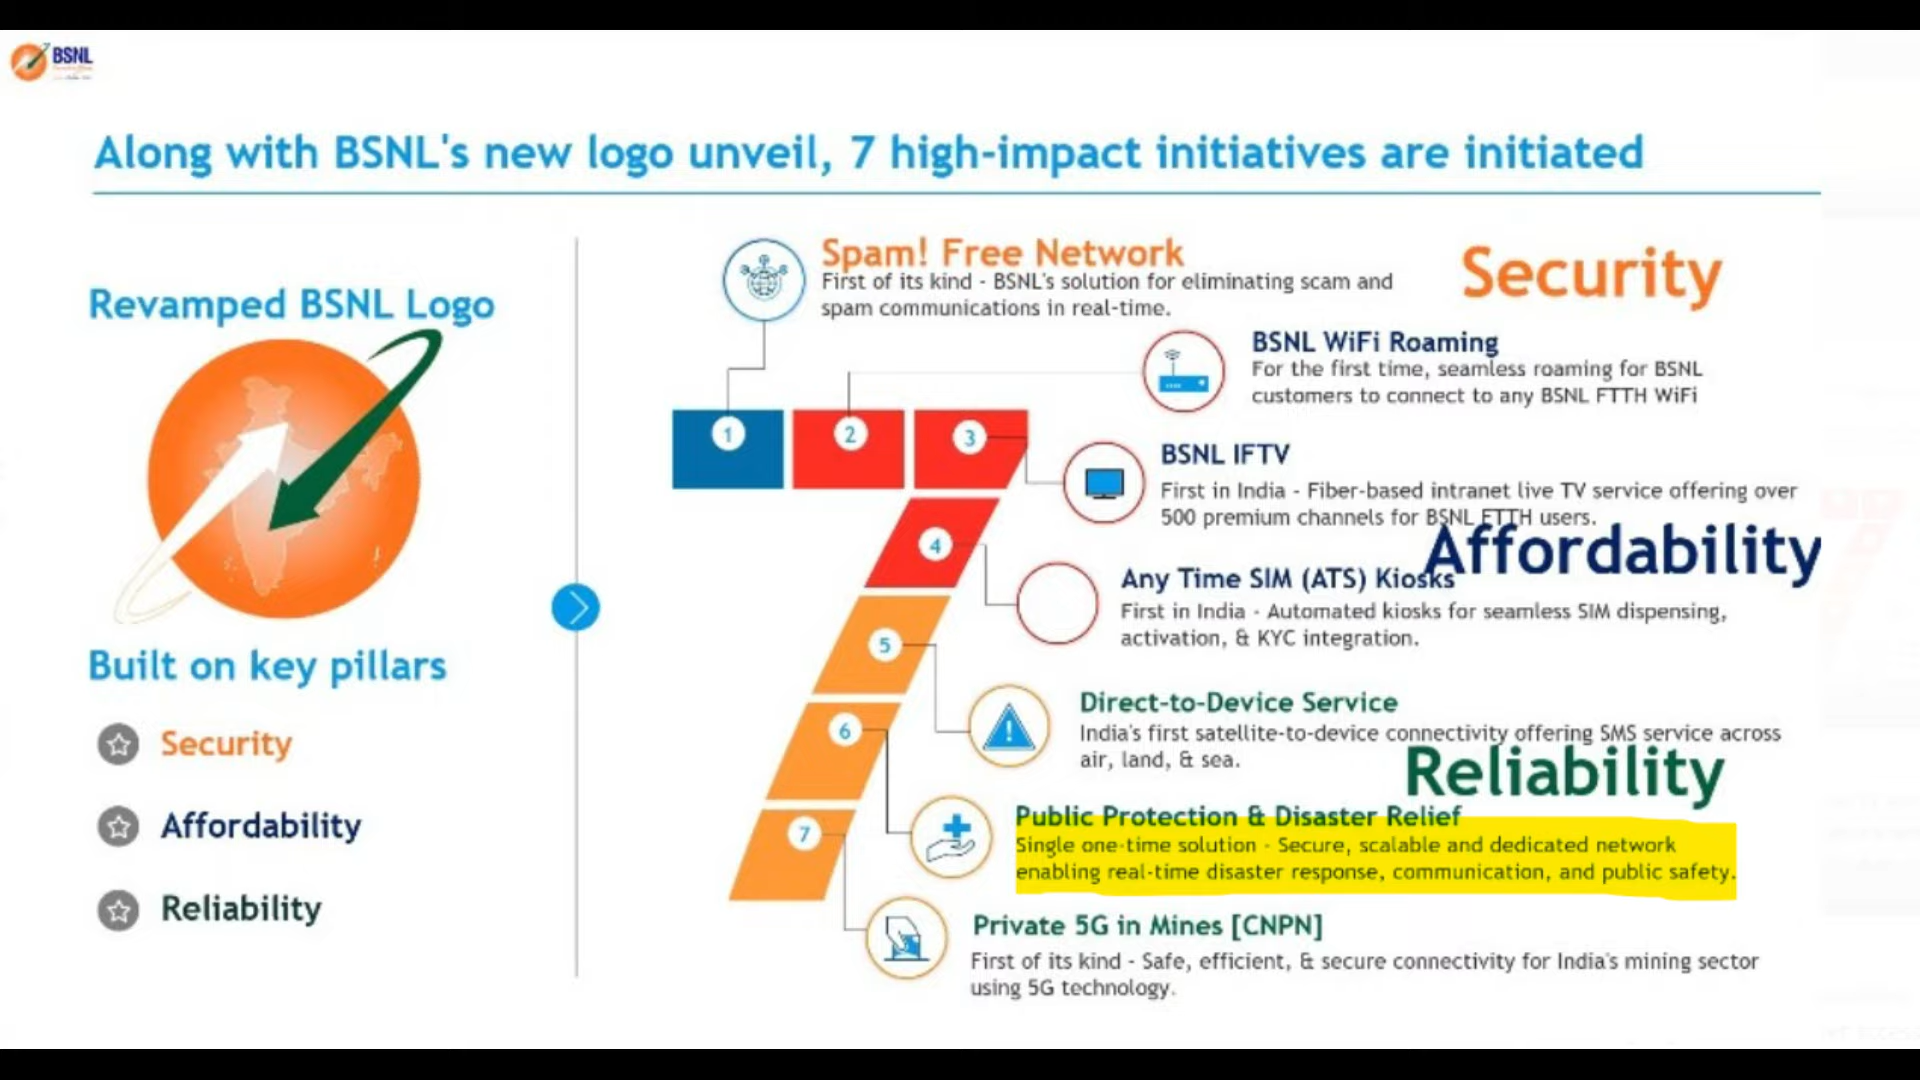 BSNL
Along with BSNL's new logo unveil, 7 high-impact initiatives are initiated
Revamped BSNL Logo
Built on key pillars
Security
Affordability
Reliability
1
2
3
4
5
6
7
Spam! Free Network
First of its kind - BSNL's solution for eliminating scam and
spam communications in real-time.
Security
BSNL WiFi Roaming
For the first time, seamless roaming for BSNL
customers to connect to any BSNL FTTH WiFi
BSNL IFTV
First in India - Fiber-based intranet live TV service offering over
500 premium channels for BSNL FTTH users.
Affordability
Any Time SIM (ATS) Kiosks
First in India - Automated kiosks for seamless SIM dispensing,
activation, & KYC integration.
Direct-to-Device Service
India's first satellite-to-device connectivity offering SMS service across
air, land, & sea.
Reliability
Public Protection & Disaster Relief
Single one-time solution - Secure, scalable and dedicated network
enabling real-time disaster response, communication, and public safety.
Private 5G in Mines [CNPN]
First of its kind - Safe, efficient, & secure connectivity for India's mining sector
using 5G technology.